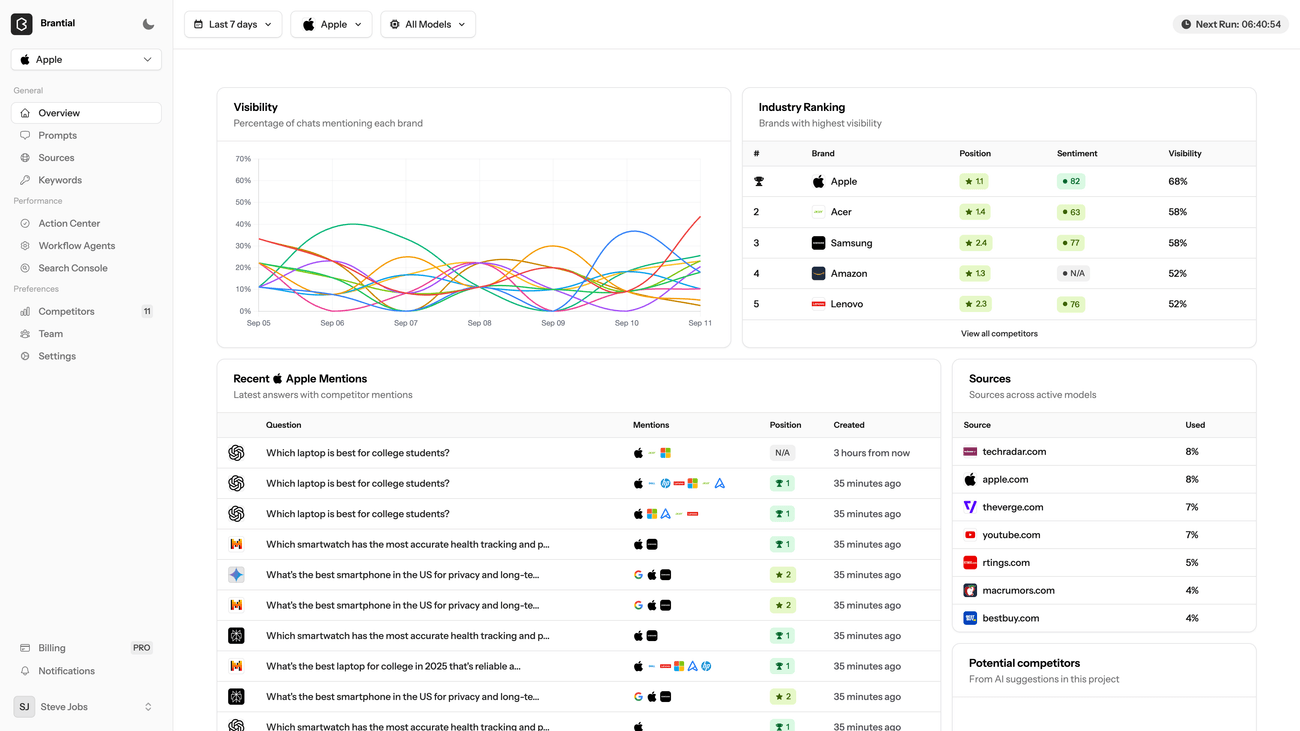 Brantial
Apple
General
Overview
Prompts
Sources
Keywords
Performance
Action Center
Workflow Agents
Search Console
Preferences
Competitors 11
Team
Settings
Billing PRO
Notifications
SJ Steve Jobs
Last 7 days Apple All Models Next Run: 06:40:54
Visibility
Percentage of chats mentioning each brand
70%
60%
50%
40%
30%
20%
10%
0%
Sep 05 Sep 06 Sep 07 Sep 08 Sep 09 Sep 10 Sep 11
Industry Ranking
Brands with highest visibility
# Brand Position Sentiment Visibility
Apple 1.1 82 68%
2 Acer 1.4 63 58%
3 Samsung 2.4 77 58%
4 Amazon 1.3 N/A 52%
5 Lenovo 2.3 76 52%
View all competitors
Recent Apple Mentions
Latest answers with competitor mentions
Question Mentions Position Created
Which laptop is best for college students? N/A 3 hours from now
Which laptop is best for college students? 1 35 minutes ago
Which laptop is best for college students? 1 35 minutes ago
Which smartwatch has the most accurate health tracking and p... 1 35 minutes ago
What's the best smartphone in the US for privacy and long-te... 2 35 minutes ago
What's the best smartphone in the US for privacy and long-te... 2 35 minutes ago
Which smartwatch has the most accurate health tracking and p... 1 35 minutes ago
What's the best laptop for college in 2025 that's reliable a... 1 35 minutes ago
What's the best smartphone in the US for privacy and long-te... 2 35 minutes ago
Which smartwatch has the most accurate health tracking and p... 1 35 minutes ago
Sources
Sources across active models
Source Used
techradar.com 8%
apple.com 8%
theverge.com 7%
youtube.com 7%
rtings.com 5%
macrumors.com 4%
bestbuy.com 4%
Potential competitors
From AI suggestions in this project